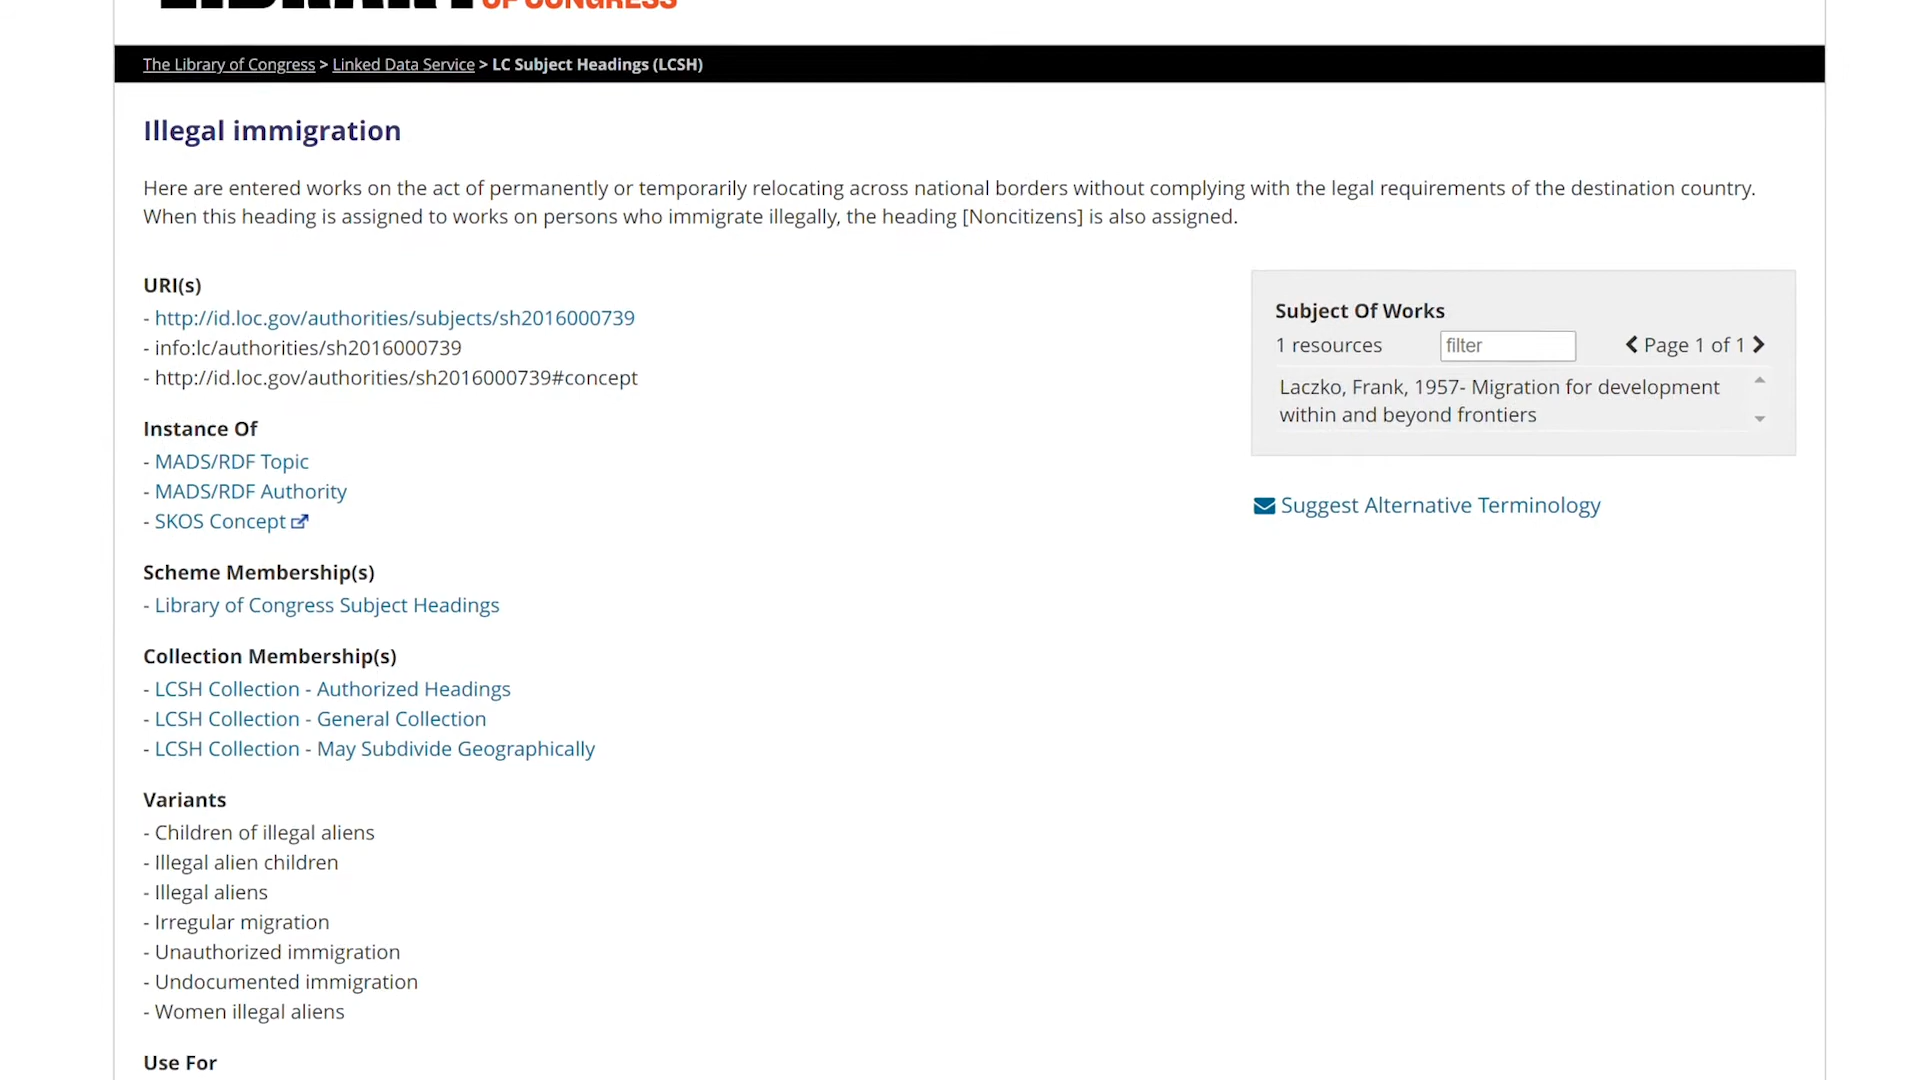 LIBRARY OF CONGRESS
The Library of Congress > Linked Data Service > LC Subject Headings (LCSH)
Illegal immigration
Here are entered works on the act of permanently or temporarily relocating across national borders without complying with the legal requirements of the destination country.
When this heading is assigned to works on persons who immigrate illegally, the heading [Noncitizens] is also assigned.
URI(s)
- http://id.loc.gov/authorities/subjects/sh2016000739
- info:lc/authorities/sh2016000739
- http://id.loc.gov/authorities/sh2016000739#concept
Instance Of
- MADS/RDF Topic
- MADS/RDF Authority
- SKOS Concept
Scheme Membership(s)
- Library of Congress Subject Headings
Collection Membership(s)
- LCSH Collection - Authorized Headings
- LCSH Collection - General Collection
- LCSH Collection - May Subdivide Geographically
Variants
- Children of illegal aliens
- Illegal alien children
- Illegal aliens
- Irregular migration
- Unauthorized immigration
- Undocumented immigration
- Women illegal aliens
Use For
Subject Of Works
1 resources filter Page 1 of 1
Laczko, Frank, 1957- Migration for development
within and beyond frontiers
Suggest Alternative Terminology